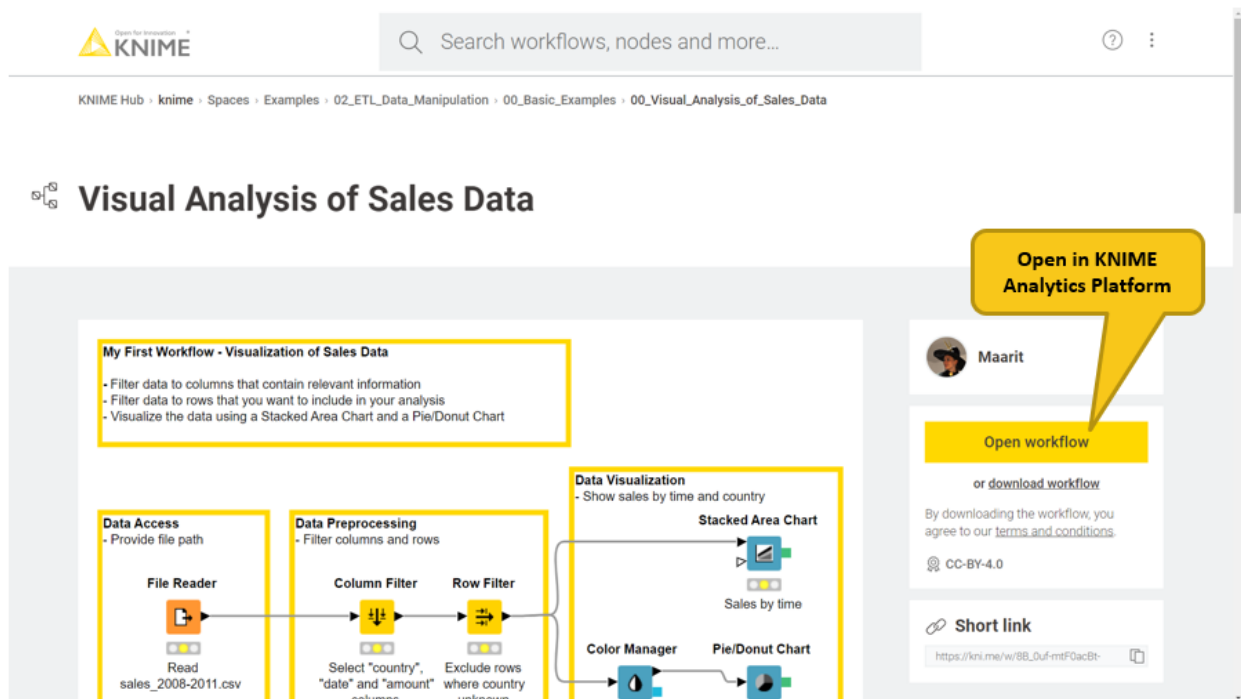 Open for Innovation
KNIME
Search workflows, nodes and more...
KNIME Hub › knime › Spaces › Examples › 02_ETL_Data_Manipulation › 00_Basic_Examples › 00_Visual_Analysis_of_Sales_Data
Visual Analysis of Sales Data
Open in KNIME
Analytics Platform
My First Workflow - Visualization of Sales Data
- Filter data to columns that contain relevant information
- Filter data to rows that you want to include in your analysis
- Visualize the data using a Stacked Area Chart and a Pie/Donut Chart
Data Access
- Provide file path
File Reader
Read
sales_2008-2011.csv
Data Preprocessing
- Filter columns and rows
Column Filter
Select "country",
"date" and "amount"
columns
Row Filter
Exclude rows
where country
unknown
Data Visualization
- Show sales by time and country
Stacked Area Chart
Sales by time
Color Manager
Pie/Donut Chart
Maarit
Open workflow
or download workflow
By downloading the workflow, you
agree to our terms and conditions.
CC-BY-4.0
Short link
https://kni.me/w/8B_0uf-mtF0acBt-